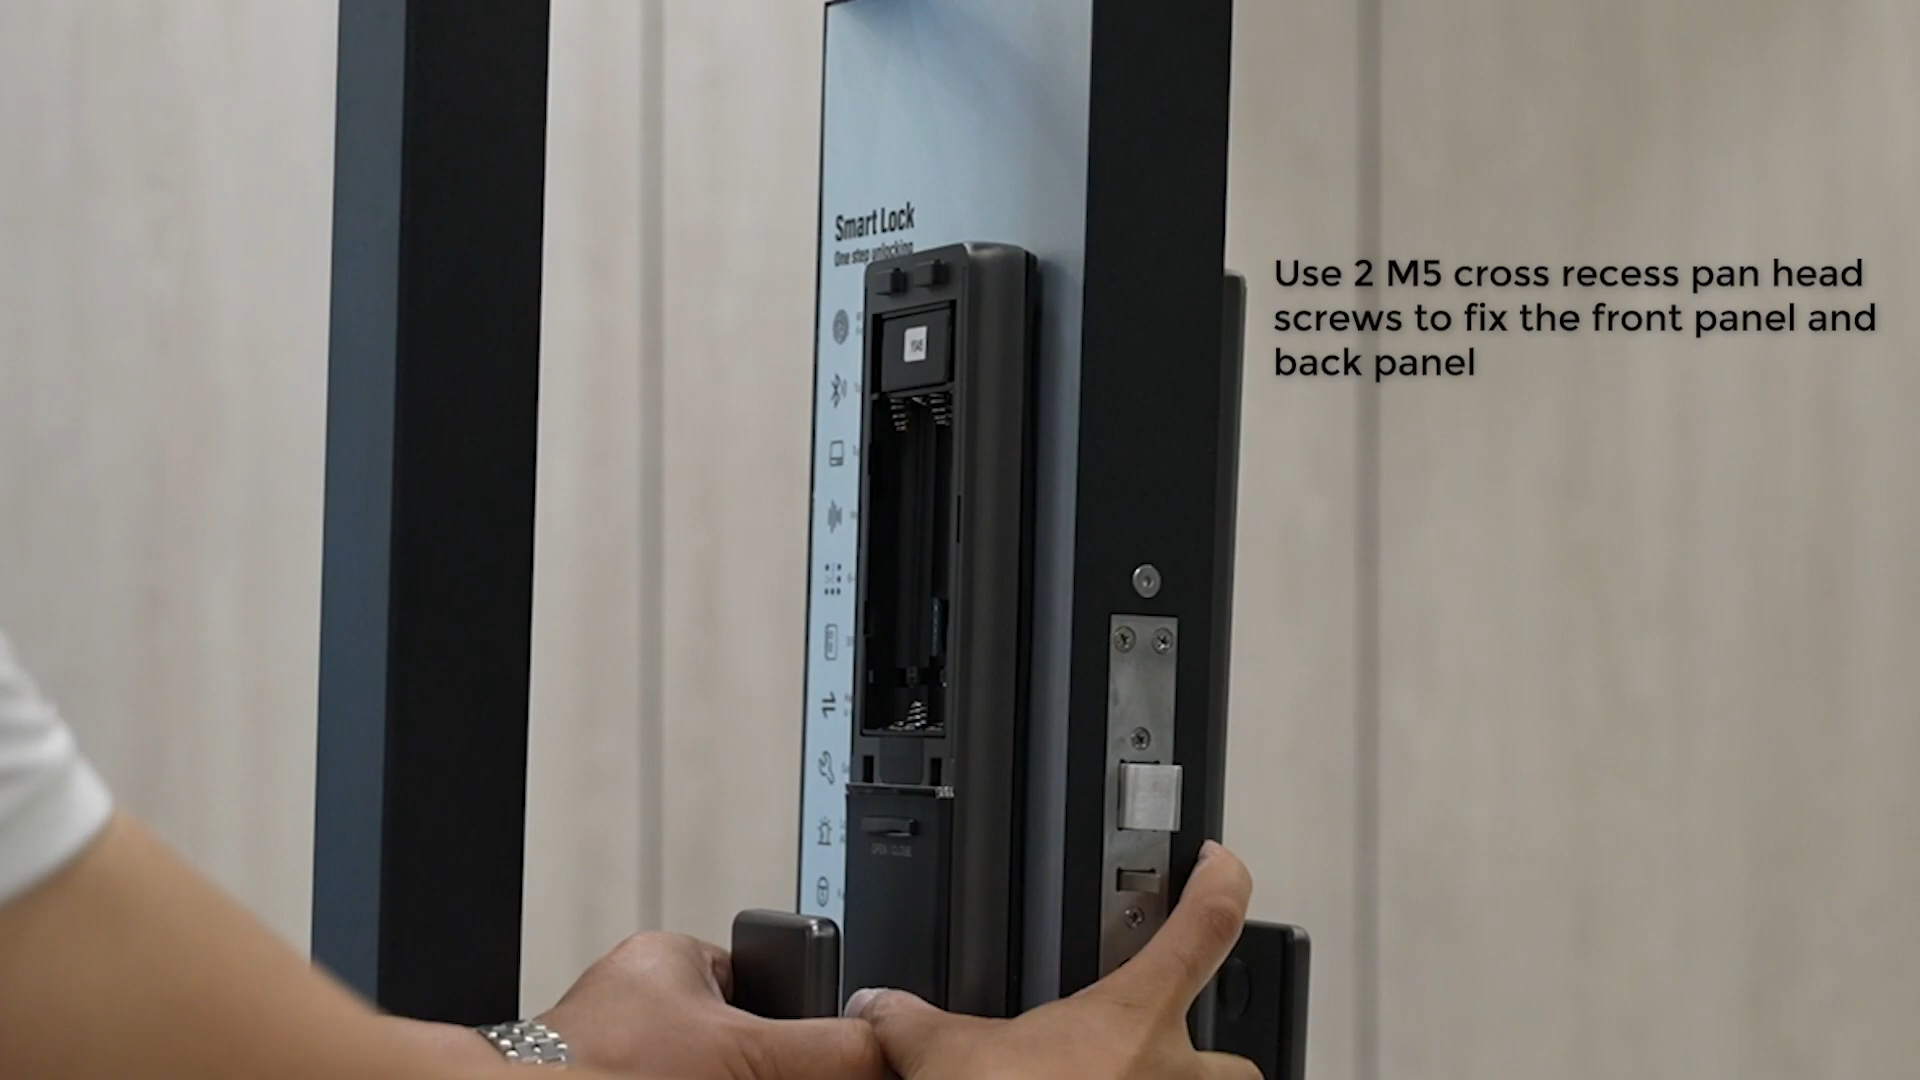 Smart Lock
One step unlocking
Use 2 M5 cross recess pan head
screws to fix the front panel and
back panel
OPEN / CLOSE